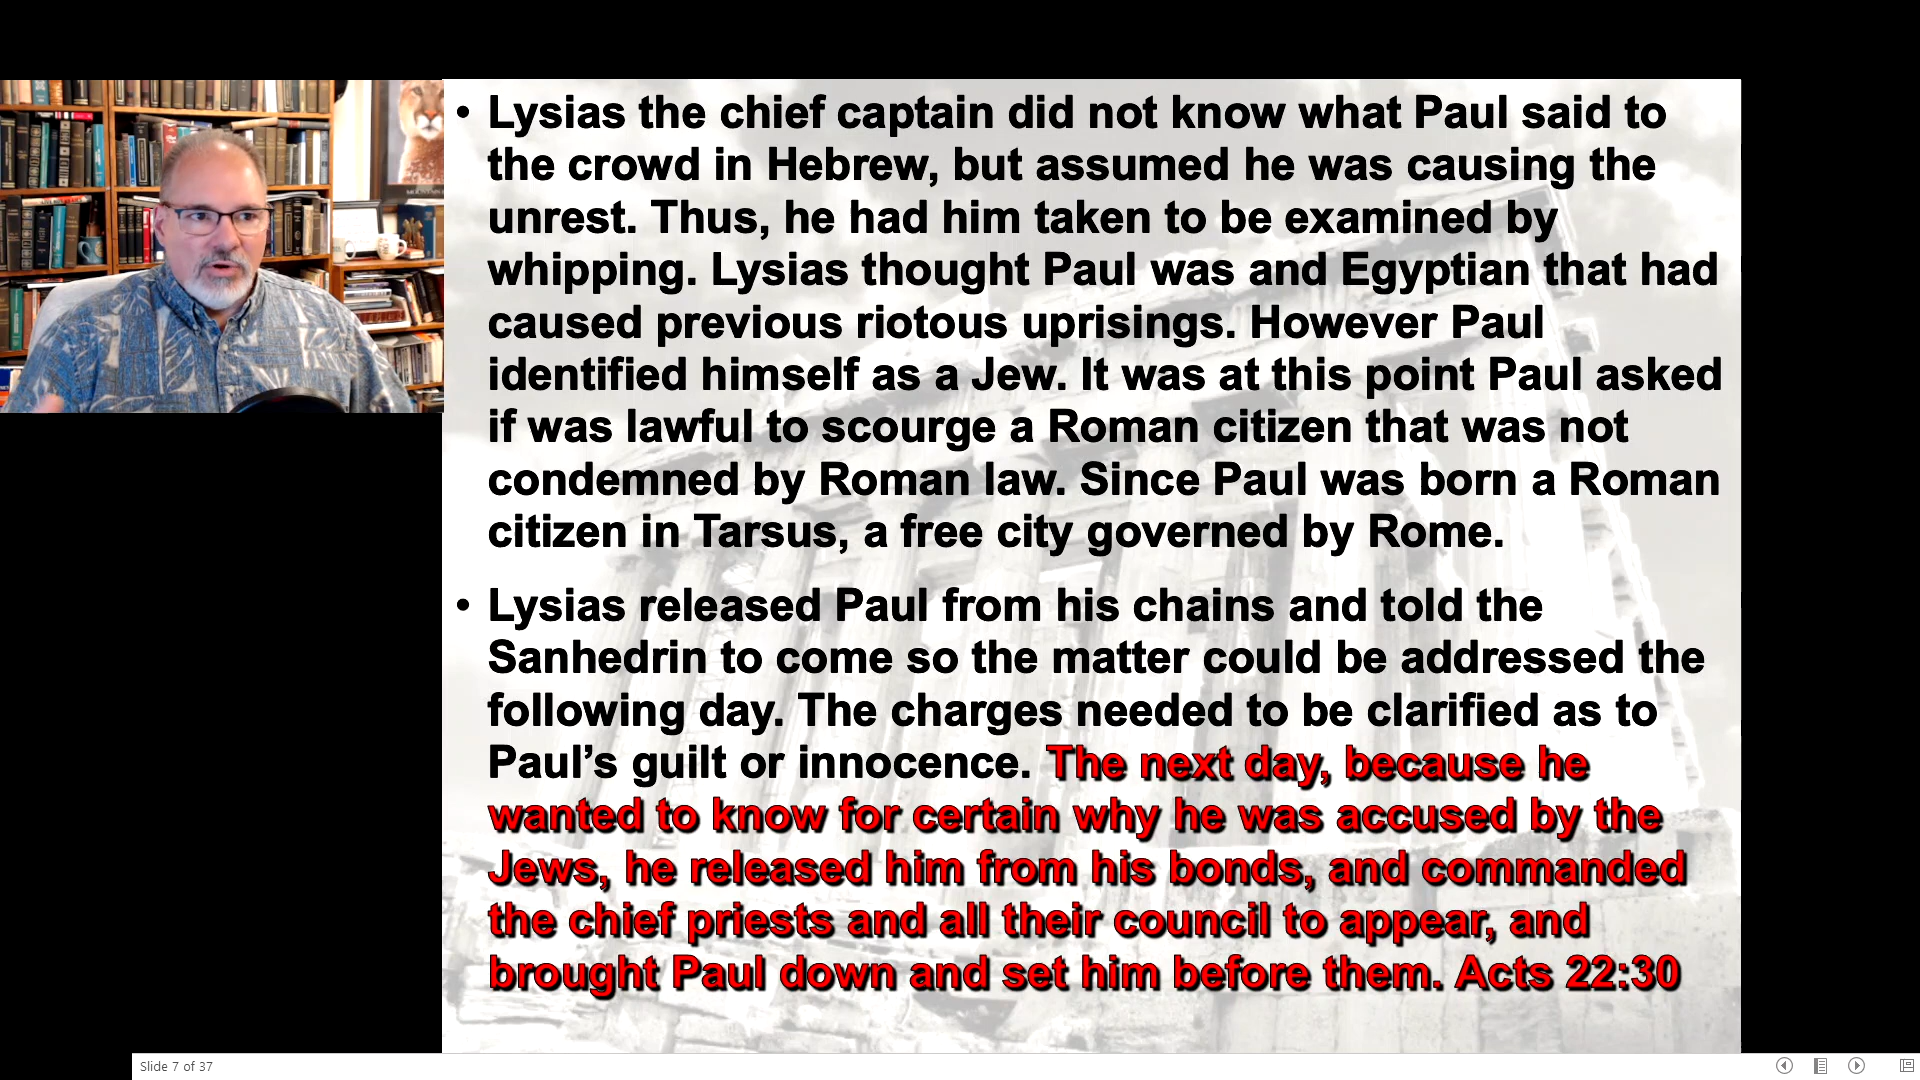 • Lysias the chief captain did not know what Paul said to
the crowd in Hebrew, but assumed he was causing the
unrest. Thus, he had him taken to be examined by
whipping. Lysias thought Paul was and Egyptian that had
caused previous riotous uprisings. However Paul
identified himself as a Jew. It was at this point Paul asked
if was lawful to scourge a Roman citizen that was not
condemned by Roman law. Since Paul was born a Roman
citizen in Tarsus, a free city governed by Rome.
• Lysias released Paul from his chains and told the
Sanhedrin to come so the matter could be addressed the
following day. The charges needed to be clarified as to
Paul’s guilt or innocence. The next day, because he
wanted to know for certain why he was accused by the
Jews, he released him from his bonds, and commanded
the chief priests and all their council to appear, and
brought Paul down and set him before them. Acts 22:30
Slide 7 of 37